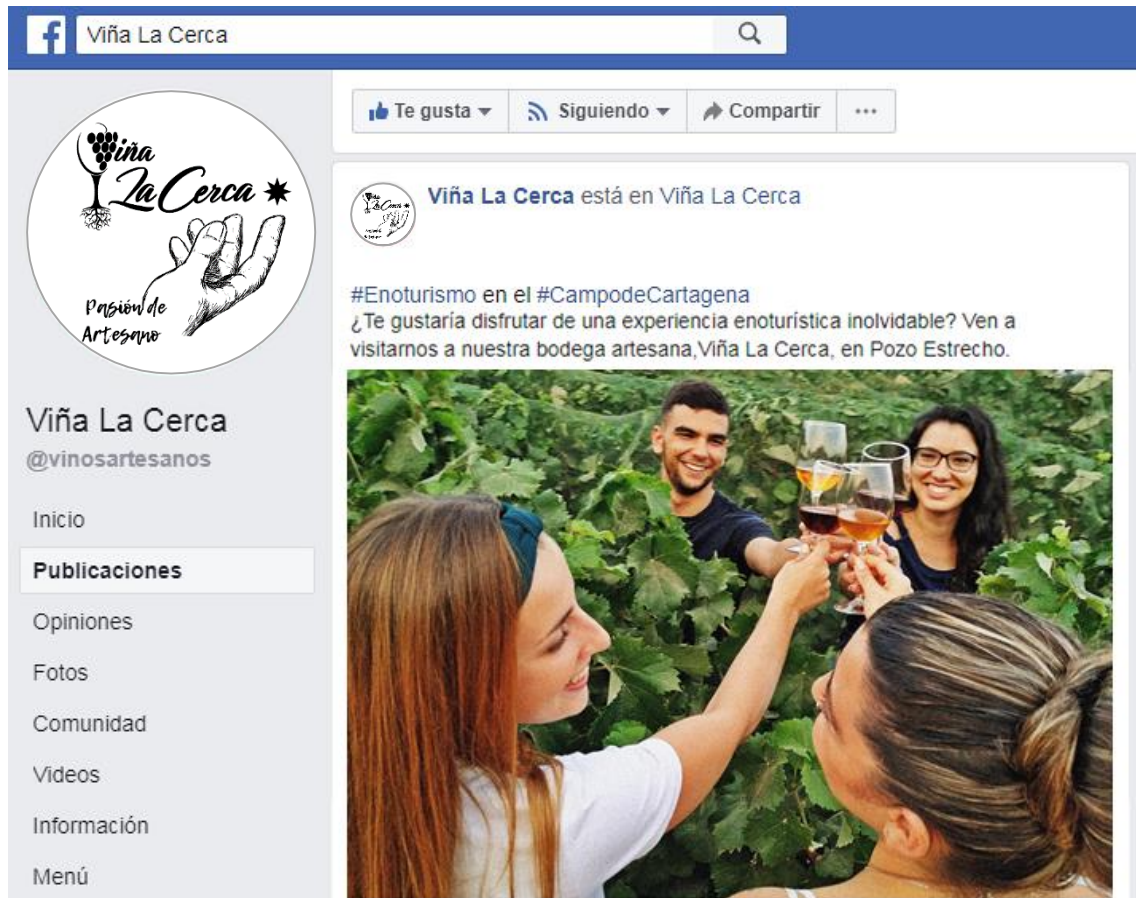 Viña La Cerca
Te gusta
Siguiendo
Compartir
Viña
La Cerca
Pasión de
Artesano
Viña La Cerca
@vinosartesanos
Inicio
Publicaciones
Opiniones
Fotos
Comunidad
Videos
Información
Menú
Viña La Cerca está en Viña La Cerca
#Enoturismo en el #CampodeCartagena
¿Te gustaría disfrutar de una experiencia enoturística inolvidable? Ven a
visitarnos a nuestra bodega artesana,Viña La Cerca, en Pozo Estrecho.